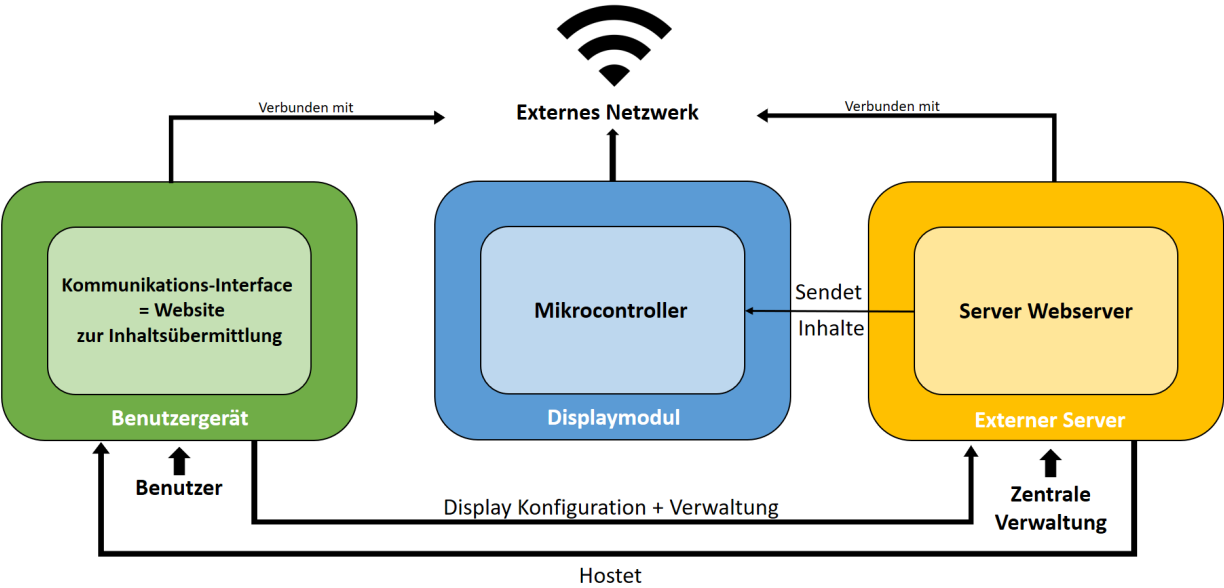 Externes Netzwerk
Verbunden mit
Verbunden mit
Kommunikations-Interface
= Website
zur Inhaltsübermittlung
Benutzergerät
Mikrocontroller
Displaymodul
Sendet
Inhalte
Server Webserver
Externer Server
Benutzer
Zentrale
Verwaltung
Display Konfiguration + Verwaltung
Hostet